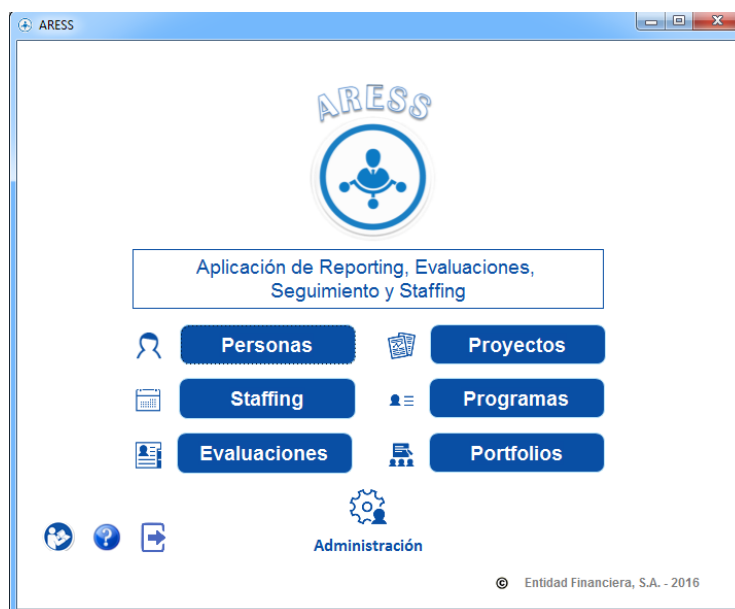 ARESS
ARESS
Aplicación de Reporting, Evaluaciones,
Seguimiento y Staffing
Personas
Proyectos
Staffing
Programas
Evaluaciones
Portfolios
?
Administración
© Entidad Financiera, S.A. - 2016